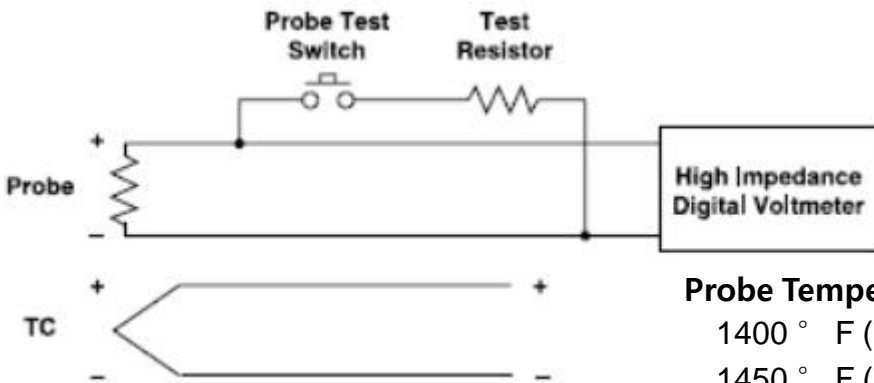 Probe Test
Switch
Test
Resistor
+
Probe
−
High Impedance
Digital Voltmeter
+
+
TC
−
−
Probe Tempe
1400 ° F (
1450 ° F (